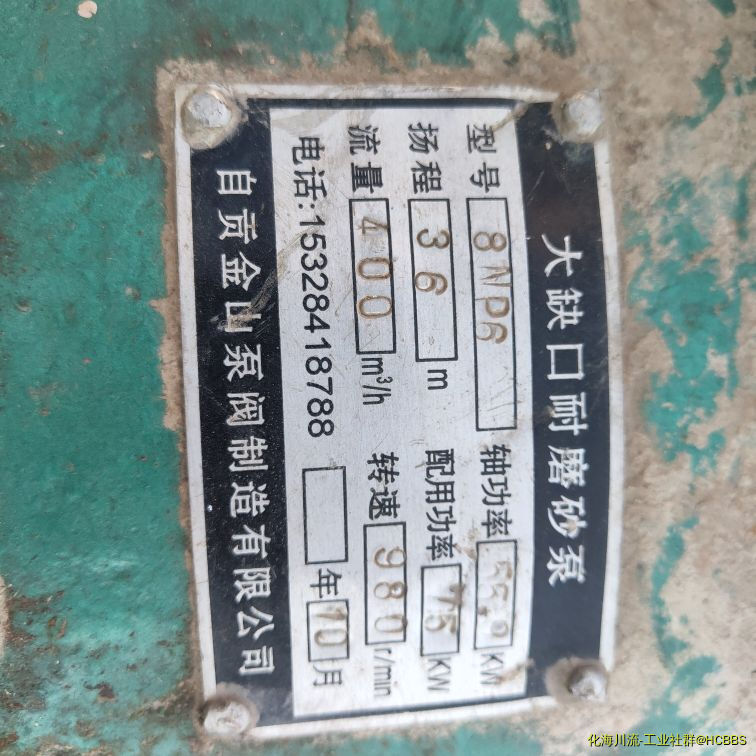 大缺口耐磨砂泵
型号 8NP6 轴功率 KW
扬程 36 m 配用功率 75 KW
流量 400 m³/h 转速 980 r/min
电话:15328418788 年 10 月
自贡金山泵阀制造有限公司
化海川流-工业社群@HCBBS